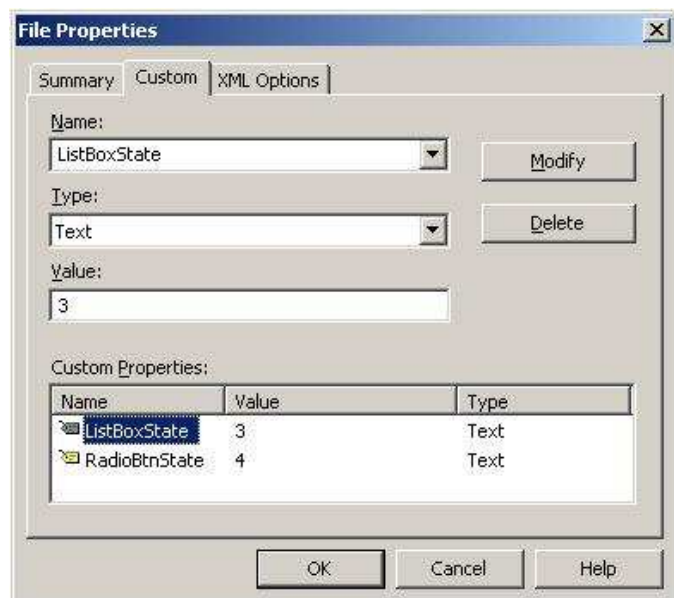 File Properties
Summary Custom XML Options
Name:
ListBoxState
Modify
Type:
Text
Delete
Value:
3
Custom Properties:
Name Value Type
ListBoxState 3 Text
RadioBtnState 4 Text
OK Cancel Help